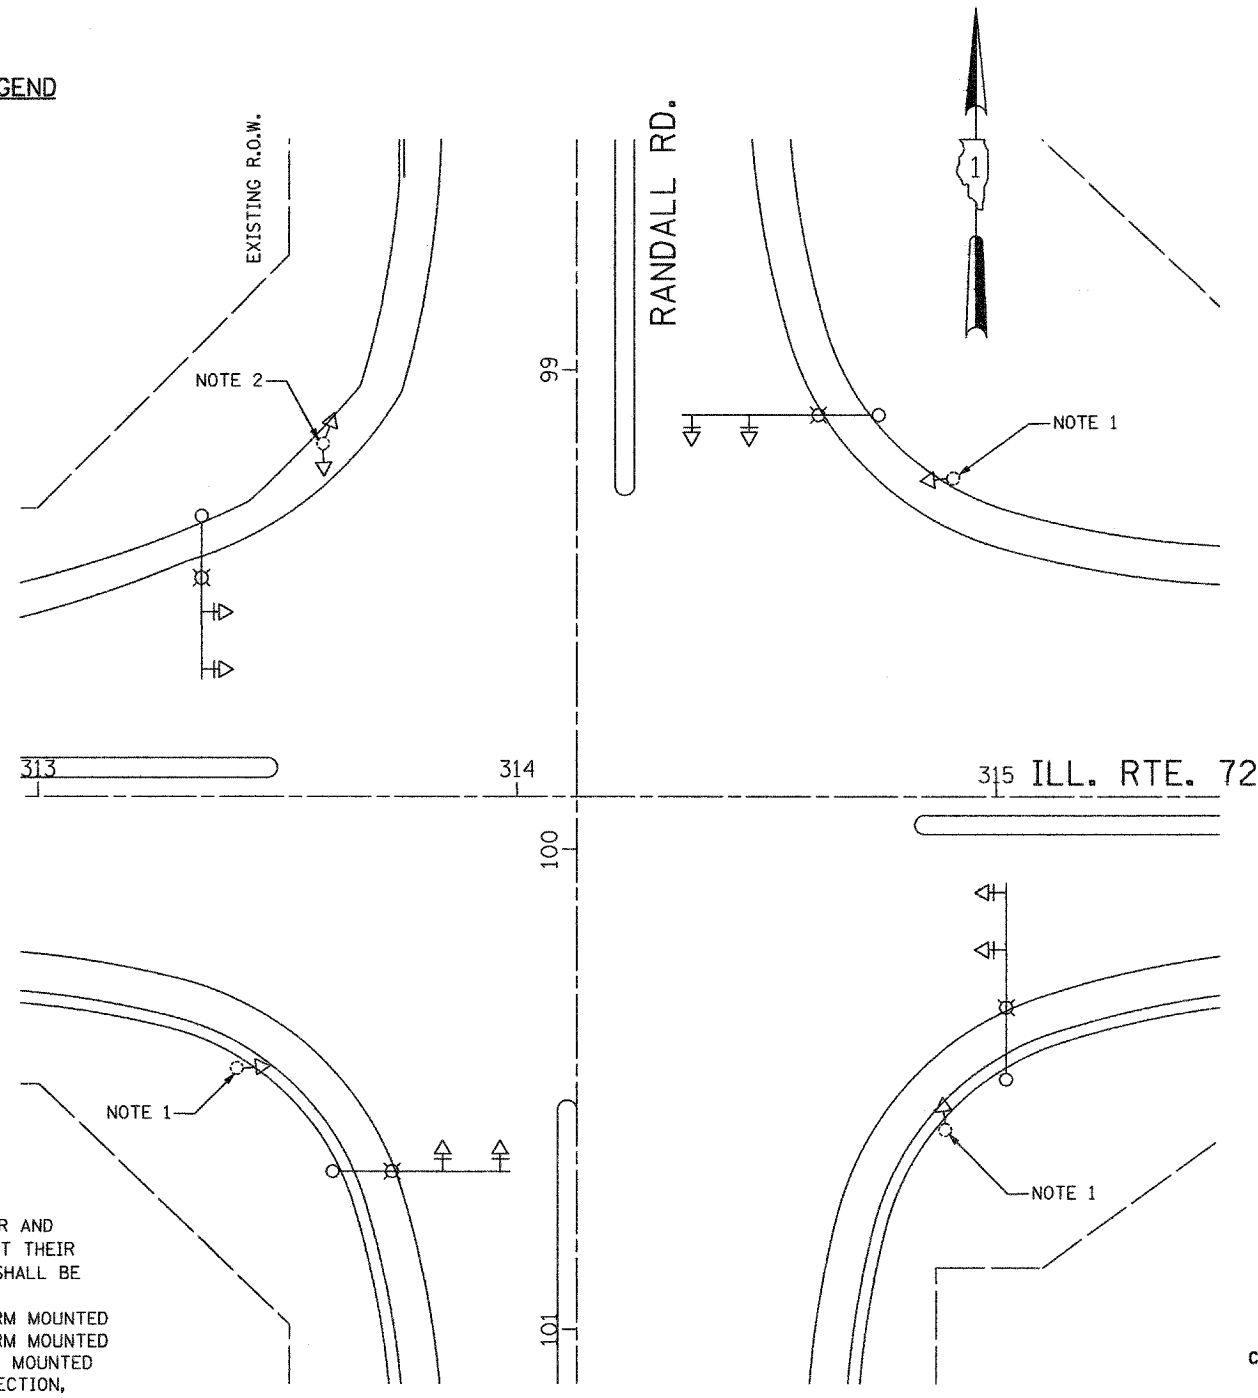 GEND
EXISTING R.O.W.
RANDALL RD.
1
NOTE 2
99
NOTE 1
313
314
315
ILL. RTE. 72
100
NOTE 1
NOTE 1
101
R AND
T THEIR
SHALL BE
RM MOUNTED
RM MOUNTED
MOUNTED
ECTION,
C